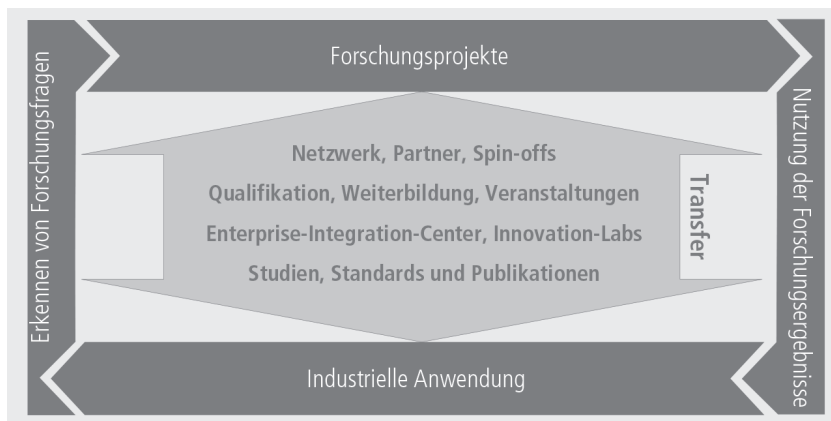 Forschungsprojekte
Erkennen von Forschungsfragen
Netzwerk, Partner, Spin-offs
Qualifikation, Weiterbildung, Veranstaltungen
Enterprise-Integration-Center, Innovation-Labs
Studien, Standards und Publikationen
Transfer
Nutzung der Forschungsergebnisse
Industrielle Anwendung